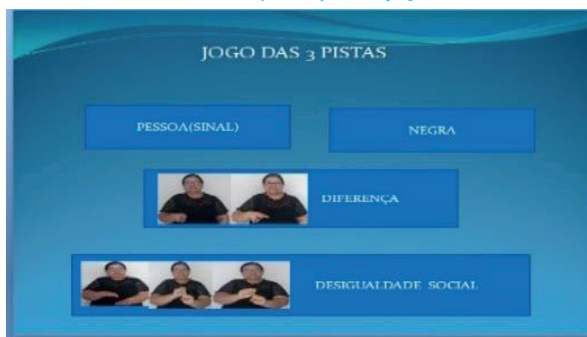 JOGO DAS 3 PISTAS
PESSOA(SINAL)
NEGRA
DIFERENÇA
DESIGUALDADE SOCIAL